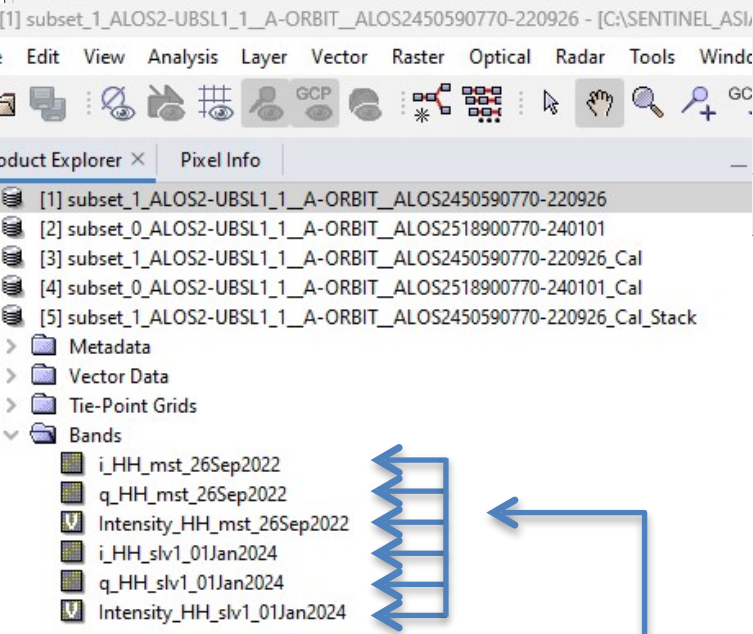 [1] subset_1_ALOS2-UBSL1_1__A-ORBIT__ALOS2450590770-220926 - [C:\SENTINEL_ASIA
Edit View Analysis Layer Vector Raster Optical Radar Tools Windo
GCP GC
oduct Explorer × Pixel Info
[1] subset_1_ALOS2-UBSL1_1__A-ORBIT__ALOS2450590770-220926
[2] subset_0_ALOS2-UBSL1_1__A-ORBIT__ALOS2518900770-240101
[3] subset_1_ALOS2-UBSL1_1__A-ORBIT__ALOS2450590770-220926_Cal
[4] subset_0_ALOS2-UBSL1_1__A-ORBIT__ALOS2518900770-240101_Cal
[5] subset_1_ALOS2-UBSL1_1__A-ORBIT__ALOS2450590770-220926_Cal_Stack
Metadata
Vector Data
Tie-Point Grids
Bands
i_HH_mst_26Sep2022
q_HH_mst_26Sep2022
Intensity_HH_mst_26Sep2022
i_HH_slv1_01Jan2024
q_HH_slv1_01Jan2024
Intensity_HH_slv1_01Jan2024